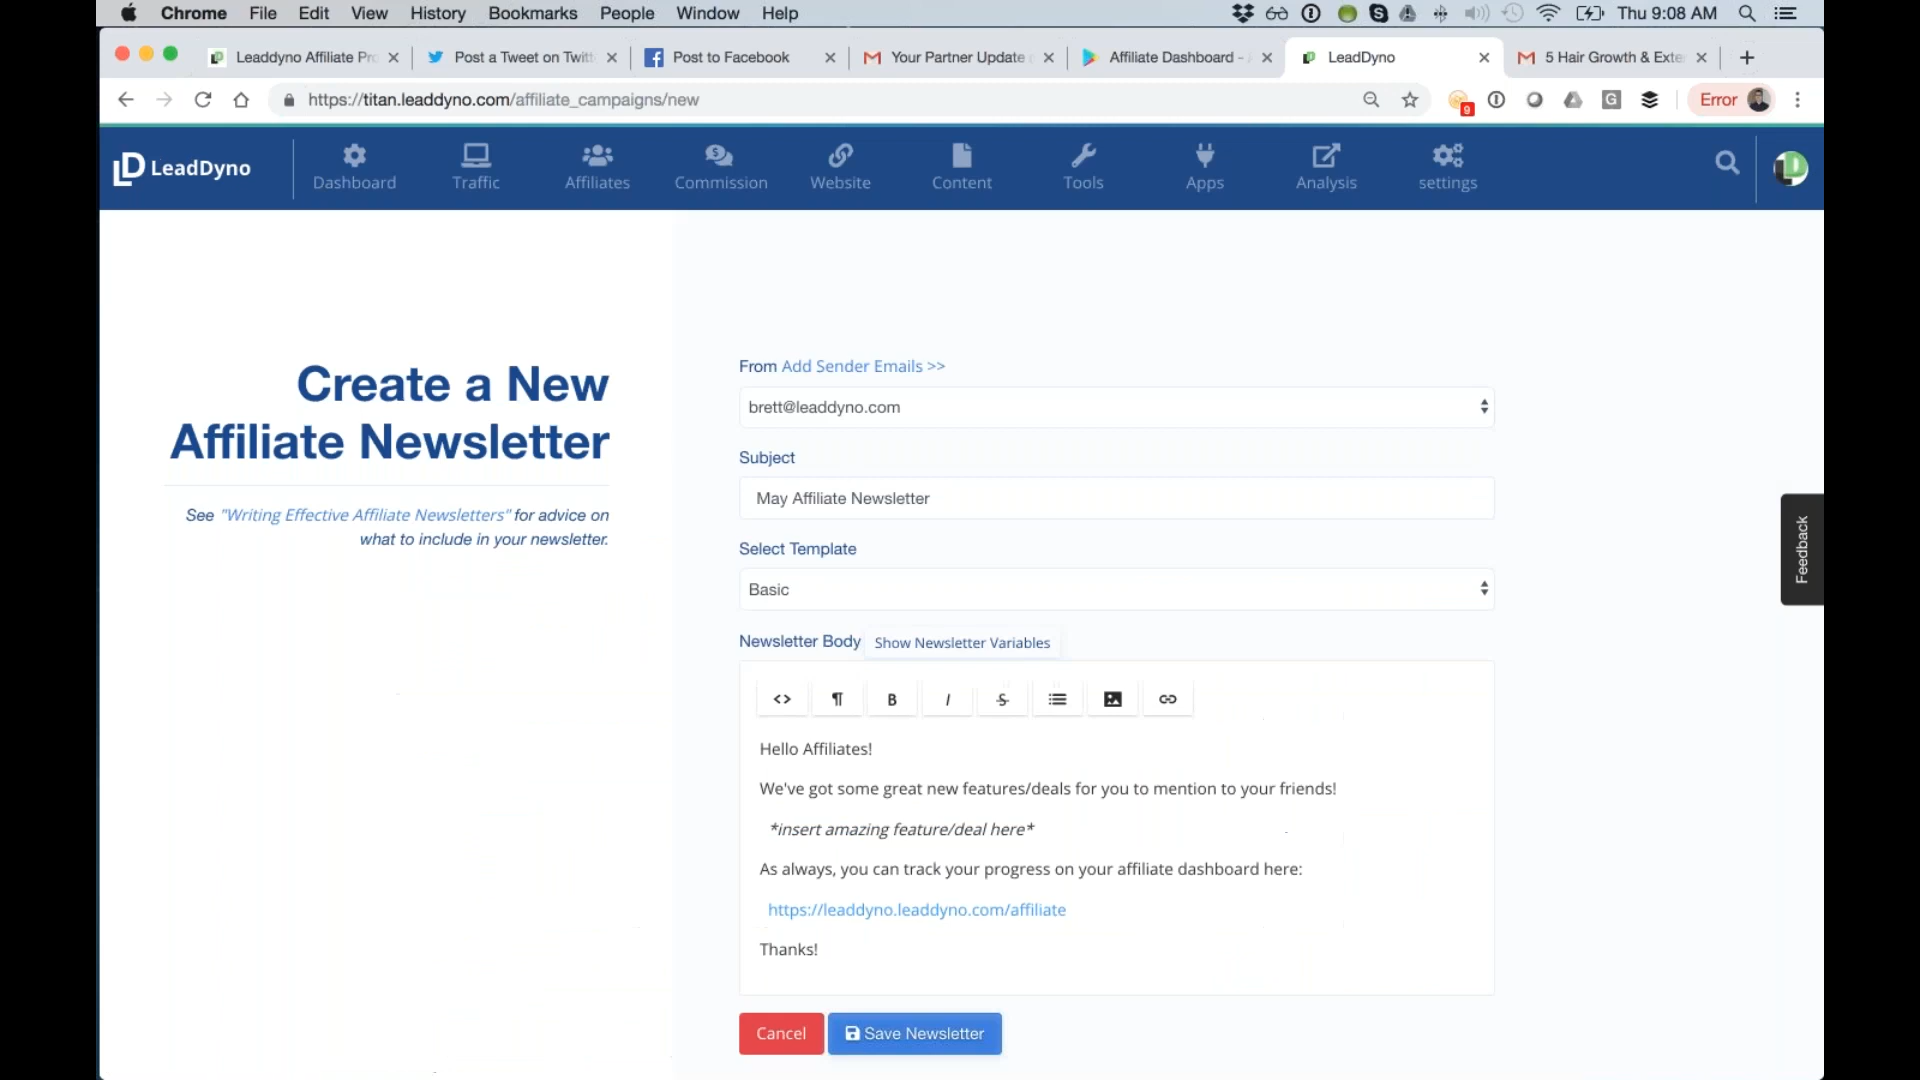 Chrome File Edit View History Bookmarks People Window Help Thu 9:08 AM
Leaddyno Affiliate Pr Post a Tweet on Twitt Post to Facebook Your Partner Update Affiliate Dashboard - LeadDyno 5 Hair Growth & Exte
https://titan.leaddyno.com/affiliate_campaigns/new 9 G Error
LD LeadDyno Dashboard Traffic Affiliates Commission Website Content Tools Apps Analysis settings
Create a New
Affiliate Newsletter
See "Writing Effective Affiliate Newsletters" for advice on
what to include in your newsletter.
From Add Sender Emails >>
brett@leaddyno.com
Subject
May Affiliate Newsletter
Select Template
Basic
Newsletter Body Show Newsletter Variables
<> ¶ B I S
Hello Affiliates!
We've got some great new features/deals for you to mention to your friends!
*insert amazing feature/deal here*
As always, you can track your progress on your affiliate dashboard here:
https://leaddyno.leaddyno.com/affiliate
Thanks!
Cancel Save Newsletter
Feedback